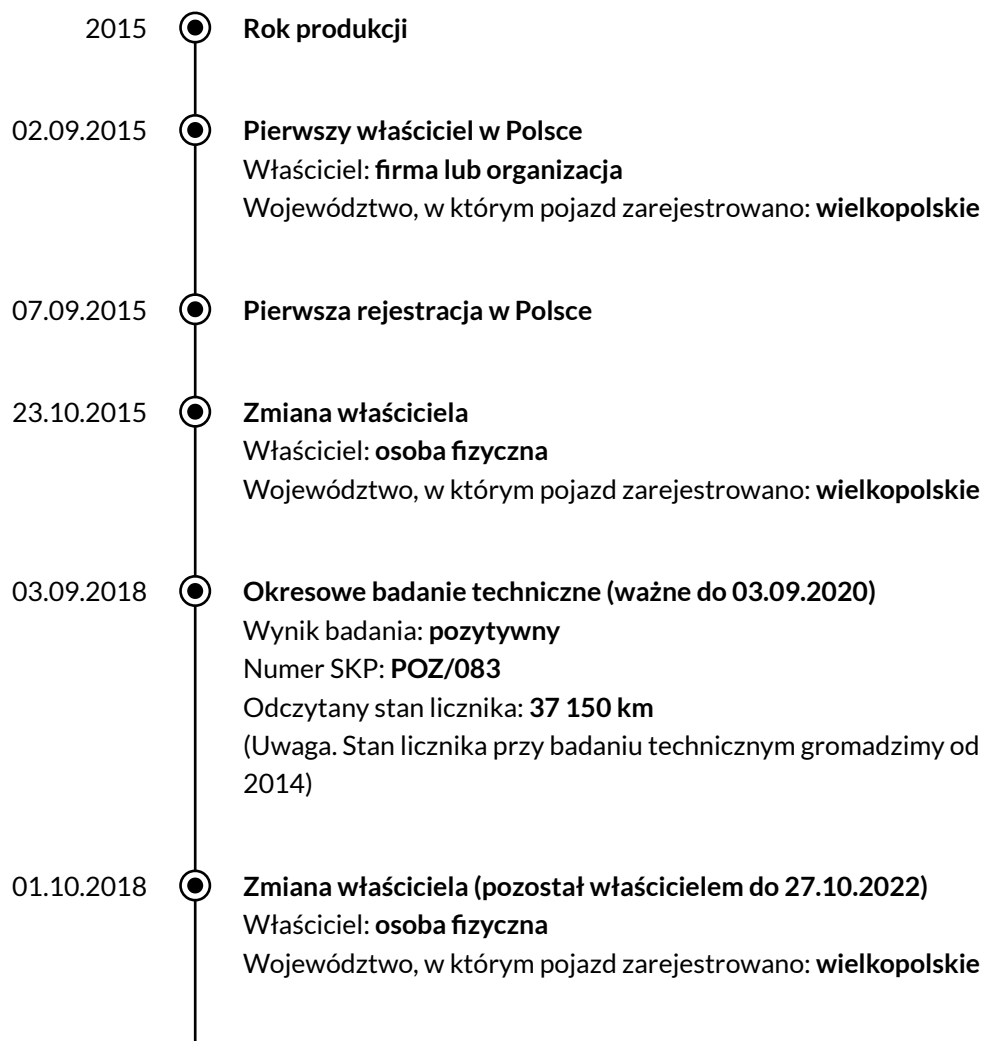 2015 Rok produkcji
02.09.2015 Pierwszy właściciel w Polsce
Właściciel: firma lub organizacja
Województwo, w którym pojazd zarejestrowano: wielkopolskie
07.09.2015 Pierwsza rejestracja w Polsce
23.10.2015 Zmiana właściciela
Właściciel: osoba fizyczna
Województwo, w którym pojazd zarejestrowano: wielkopolskie
03.09.2018 Okresowe badanie techniczne (ważne do 03.09.2020)
Wynik badania: pozytywny
Numer SKP: POZ/083
Odczytany stan licznika: 37 150 km
(Uwaga. Stan licznika przy badaniu technicznym gromadzimy od
2014)
01.10.2018 Zmiana właściciela (pozostał właścicielem do 27.10.2022)
Właściciel: osoba fizyczna
Województwo, w którym pojazd zarejestrowano: wielkopolskie